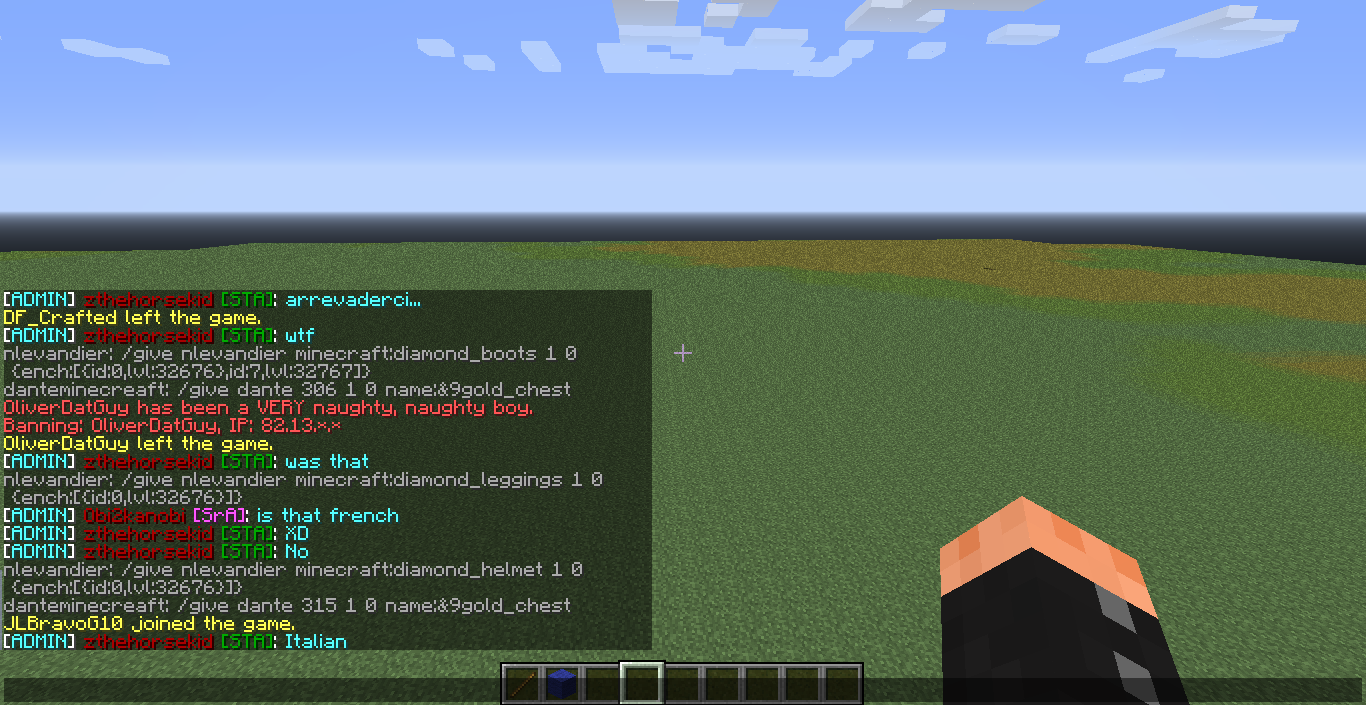 [ADMIN] zthehorsekid [STA]: arrevaderci...
DF_Crafted left the game.
[ADMIN] zthehorsekid [STA]: wtf
nlevandier: /give nlevandier minecraft:diamond_boots 1 0
{ench:[{id:0,lvl:32676},id:7,lvl:32767]}
danteminecreaft: /give dante 306 1 0 name:&9gold_chest
OliverDatGuy has been a VERY naughty, naughty boy.
Banning: OliverDatGuy, IP: 82.13.*.*
OliverDatGuy left the game.
[ADMIN] zthehorsekid [STA]: was that
nlevandier: /give nlevandier minecraft:diamond_leggings 1 0
{ench:[{id:0,lvl:32676}]}
[ADMIN] Obi2kanobi [SrA]: is that french
[ADMIN] zthehorsekid [STA]: XD
[ADMIN] zthehorsekid [STA]: No
nlevandier: /give nlevandier minecraft:diamond_helmet 1 0
{ench:[{id:0,lvl:32676}]}
danteminecreaft: /give dante 315 1 0 name:&9gold_chest
JLBravoG10 joined the game.
[ADMIN] zthehorsekid [STA]: Italian